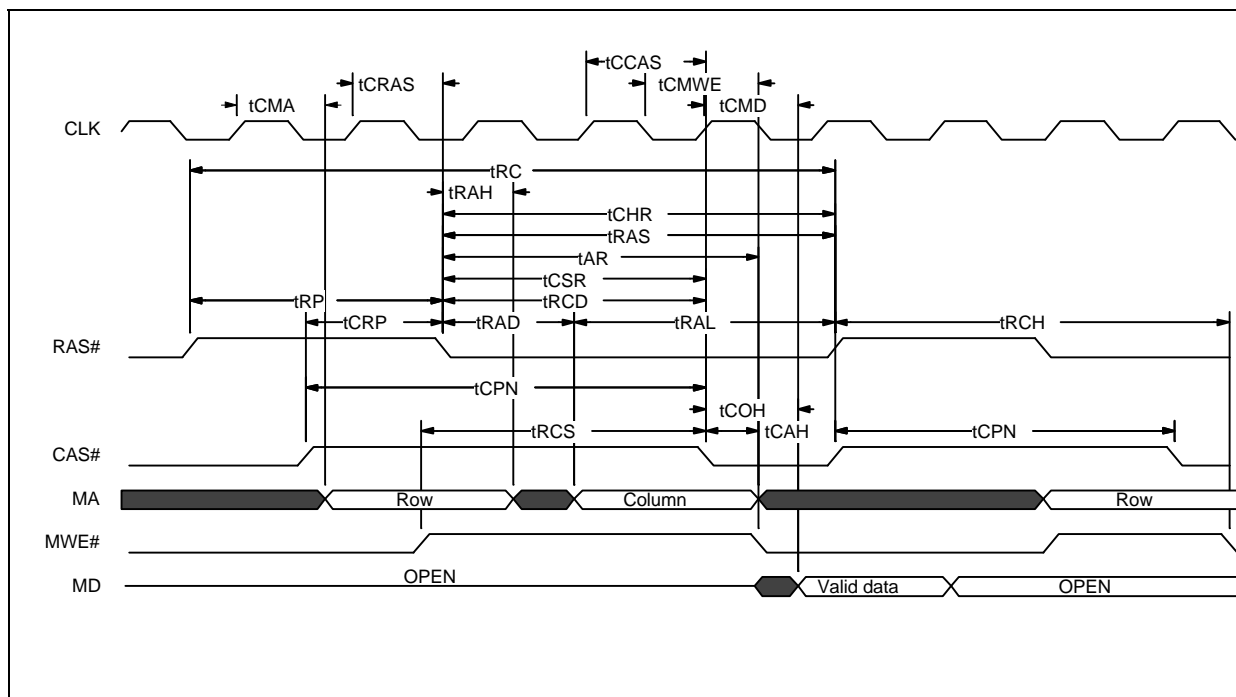 tCCAS
tCRAS
tCMWE
tCMA
tCMD
CLK
tRC
tRAH
tCHR
tRAS
tAR
tCSR
tRP
tRCD
tCRP
tRAD
tRAL
tRCH
RAS#
tCPN
tCOH
tRCS
tCAH
tCPN
CAS#
MA
Row
Column
Row
MWE#
OPEN
MD
Valid data
OPEN